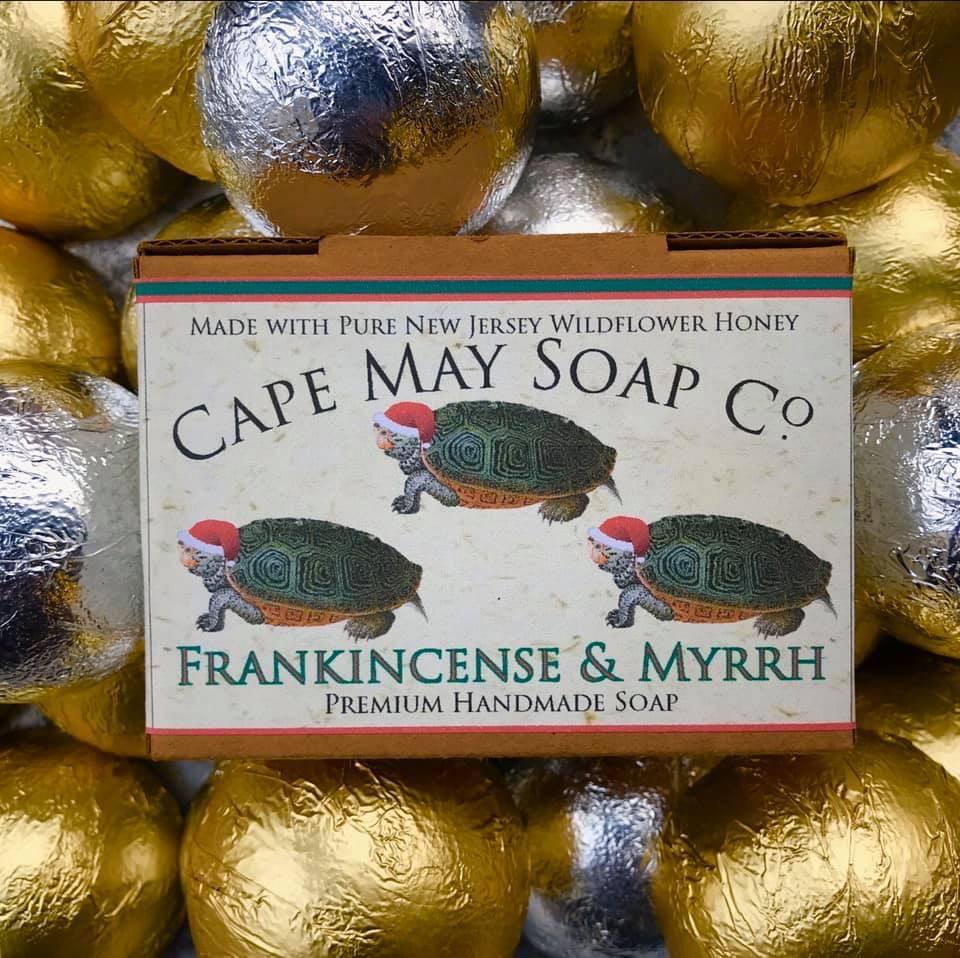 Made with Pure New Jersey Wildflower Honey
Cape May Soap Co
Frankincense & Myrrh
Premium Handmade Soap